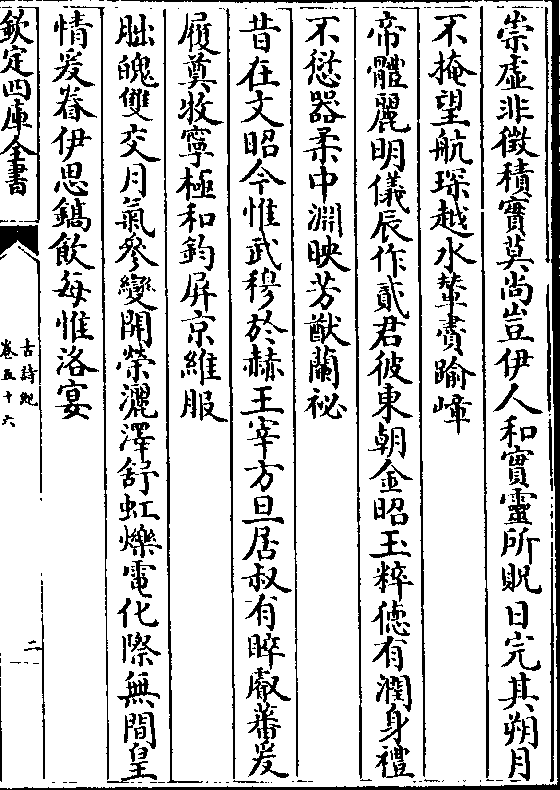 崇虛非徵積實莫尚豈伊人和實靈所貺日完其朔月
不掩望航琛越水輦賮踰嶂
帝體麗明儀辰作貳君彼東朝金昭玉粹德有潤身禮
不愆器柔中淵映芳猷蘭祕
昔在文昭今惟武穆於赫王宰方旦居叔有睟叡蕃爰
履奠牧寧極和鈞屏京維服
朏魄雙交月氣參變開榮灑澤舒虹爍電化際無間皇
情爰眷伊思鎬飲每惟洛宴
欽定四庫全書
古詩紀
卷五十六
二